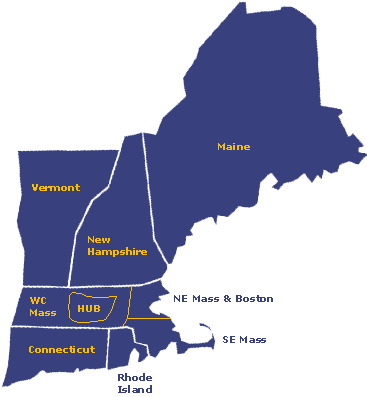 Maine
Vermont
New
Hampshire
WC
Mass
HUB
NE Mass & Boston
SE Mass
Connecticut
Rhode
Island